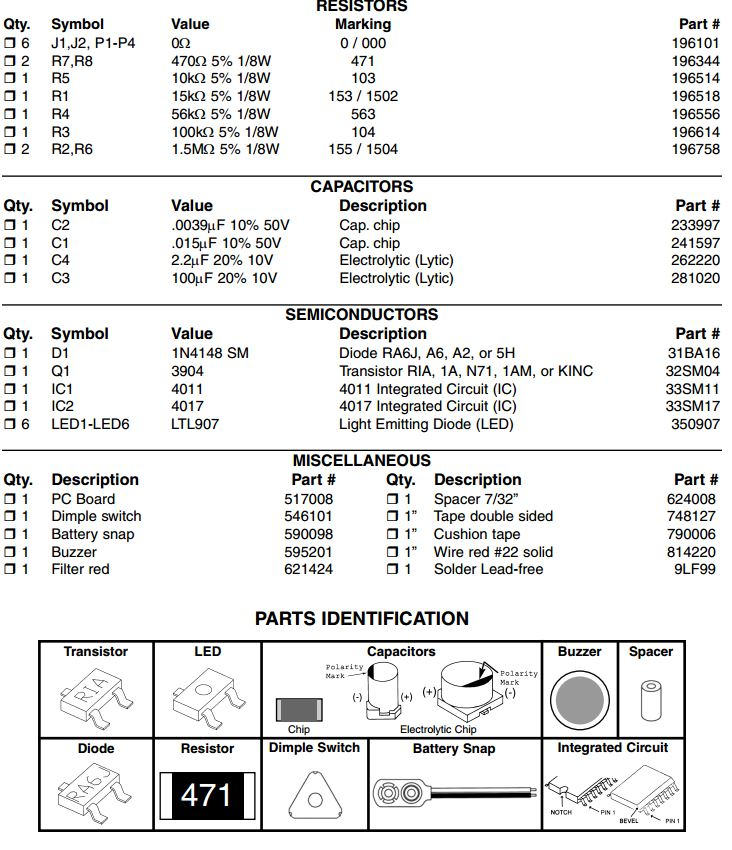 RESISTORS
Qty. Symbol Value Marking Part #
❒ 6 J1,J2, P1-P4 0Ω 0 / 000 196101
❒ 2 R7,R8 470Ω 5% 1/8W 471 196344
❒ 1 R5 10kΩ 5% 1/8W 103 196514
❒ 1 R1 15kΩ 5% 1/8W 153 / 1502 196518
❒ 1 R4 56kΩ 5% 1/8W 563 196556
❒ 1 R3 100kΩ 5% 1/8W 104 196614
❒ 2 R2,R6 1.5MΩ 5% 1/8W 155 / 1504 196758
CAPACITORS
Qty. Symbol Value Description Part #
❒ 1 C2 .0039μF 10% 50V Cap. chip 233997
❒ 1 C1 .015μF 10% 50V Cap. chip 241597
❒ 1 C4 2.2μF 20% 10V Electrolytic (Lytic) 262220
❒ 1 C3 100μF 20% 10V Electrolytic (Lytic) 281020
SEMICONDUCTORS
Qty. Symbol Value Description Part #
❒ 1 D1 1N4148 SM Diode RA6J, A6, A2, or 5H 31BA16
❒ 1 Q1 3904 Transistor RIA, 1A, N71, 1AM, or KINC 32SM04
❒ 1 IC1 4011 4011 Integrated Circuit (IC) 33SM11
❒ 1 IC2 4017 4017 Integrated Circuit (IC) 33SM17
❒ 6 LED1-LED6 LTL907 Light Emitting Diode (LED) 350907
MISCELLANEOUS
Qty. Description Part # Qty. Description Part #
❒ 1 PC Board 517008 ❒ 1 Spacer 7/32” 624008
❒ 1 Dimple switch 546101 ❒ 1” Tape double sided 748127
❒ 1 Battery snap 590098 ❒ 1” Cushion tape 790006
❒ 1 Buzzer 595201 ❒ 1” Wire red #22 solid 814220
❒ 1 Filter red 621424 ❒ 1 Solder Lead-free 9LF99
PARTS IDENTIFICATION
Transistor LED Capacitors Buzzer Spacer
RIA
Polarity
Mark
(-) (+)
(+) (-)
Polarity
Mark
Chip Electrolytic Chip
Diode Resistor Dimple Switch Battery Snap Integrated Circuit
RA6J
471
NOTCH PIN 1 BEVEL PIN 1